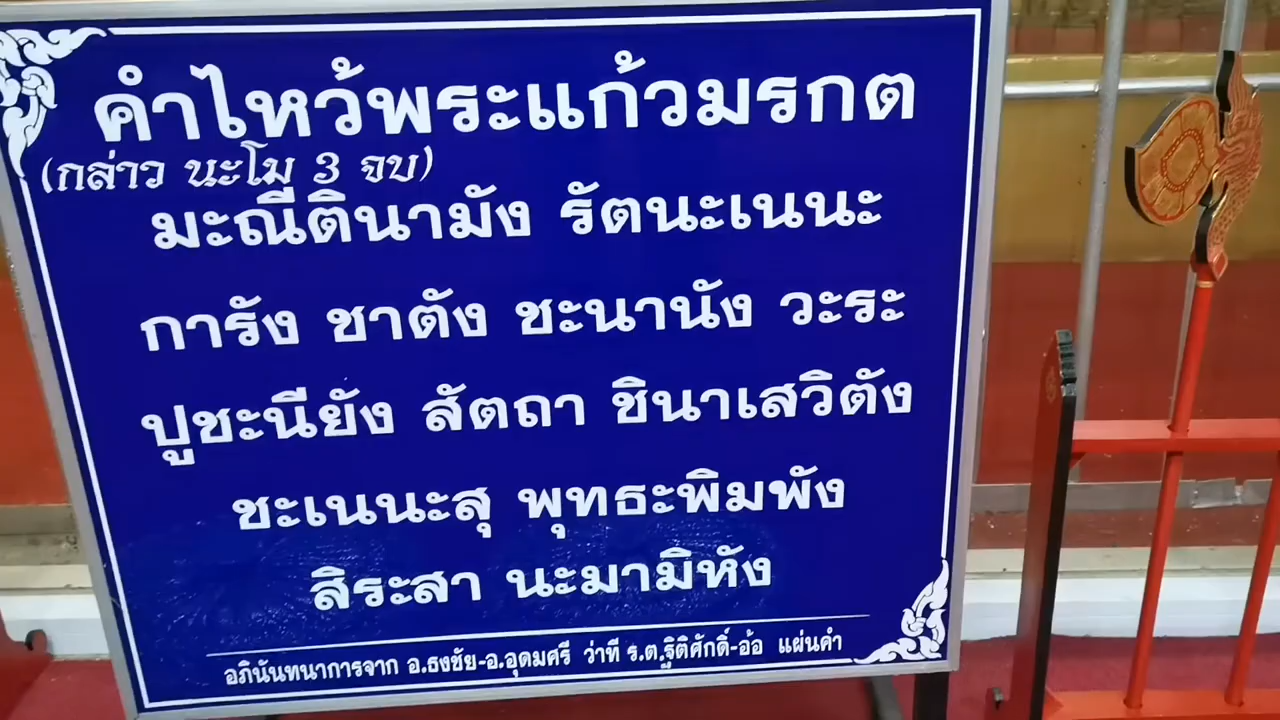 คำไหว้พระแก้วมรกต
(กล่าว นะโม 3 จบ)
มะณีตินามัง รัตนะเนนะ
การัง ชาตัง ชะนานัง วะระ
ปูชะนียัง สัตถา ชินาเสวิตัง
ชะเนนะสุ พุทธะพิมพัง
สิระสา นะมามิหัง
อภินันทนาการจาก อ.ธงชัย-อ.อุดมศรี ว่าที่ ร.ต.ฐิติศักดิ์-อ้อ แผ่นคำ